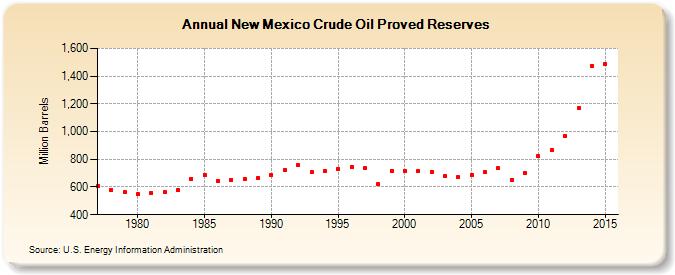 Annual New Mexico Crude Oil Proved Reserves
Million Barrels
1,600
1,400
1,200
1,000
800
600
400
1980 1985 1990 1995 2000 2005 2010 2015
Source: U.S. Energy Information Administration